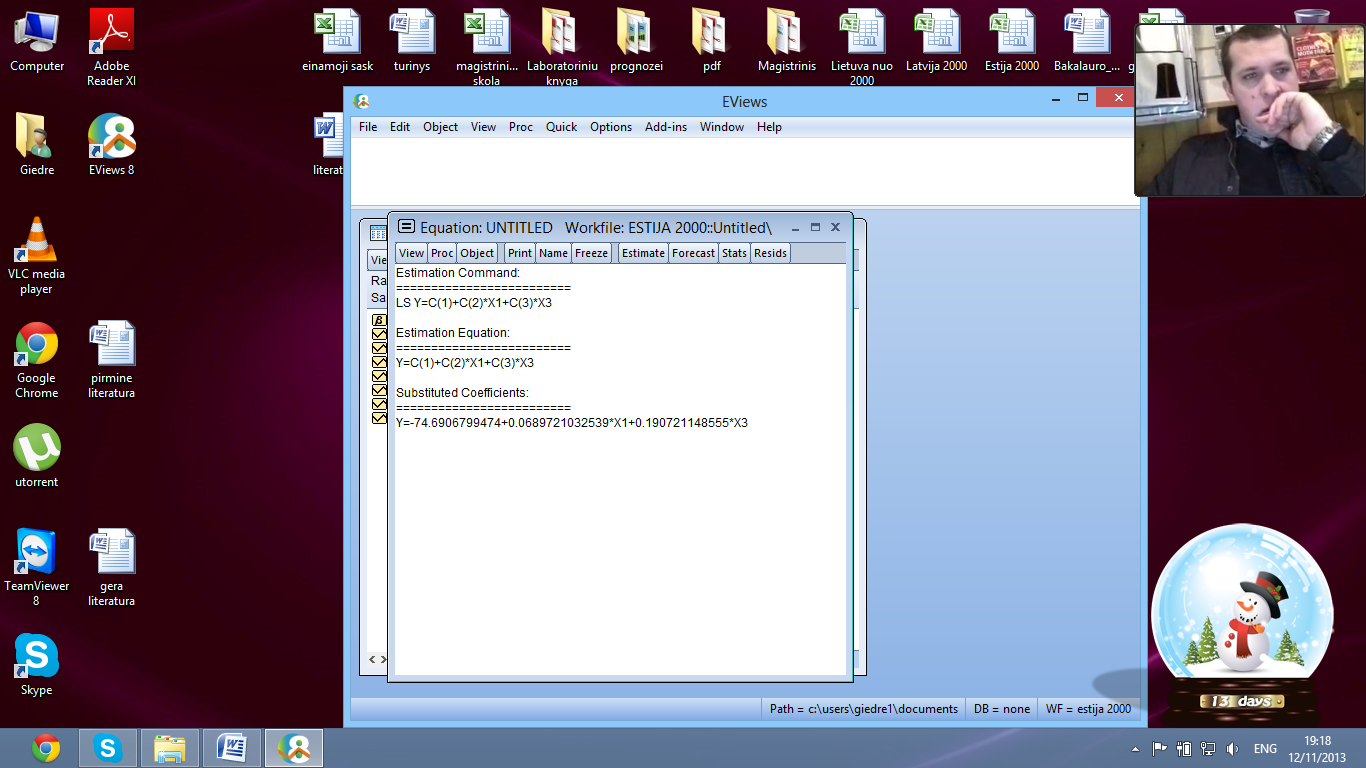 Computer
Adobe
Reader XI
einamoji sask
turinys
magistrini...
skola
Laboratoriniu
knyga
prognozei
pdf
Magistrinis
Lietuva nuo
2000
Latvija 2000
Estija 2000
Bakalauro_...
Giedre
EViews 8
literat
VLC media
player
Google
Chrome
pirmine
literatura
utorrent
TeamViewer
8
gera
literatura
Skype
EViews
File Edit Object View Proc Quick Options Add-ins Window Help
Equation: UNTITLED Workfile: ESTIJA 2000::Untitled\
Vie
Ra
Sa
View Proc Object Print Name Freeze Estimate Forecast Stats Resids
Estimation Command:
=========================
LS Y=C(1)+C(2)*X1+C(3)*X3
Estimation Equation:
=========================
Y=C(1)+C(2)*X1+C(3)*X3
Substituted Coefficients:
=========================
Y=-74.6906799474+0.0689721032539*X1+0.190721148555*X3
Path = c:\users\giedre1\documents DB = none WF = estija 2000
13 days
ENG
19:18
12/11/2013